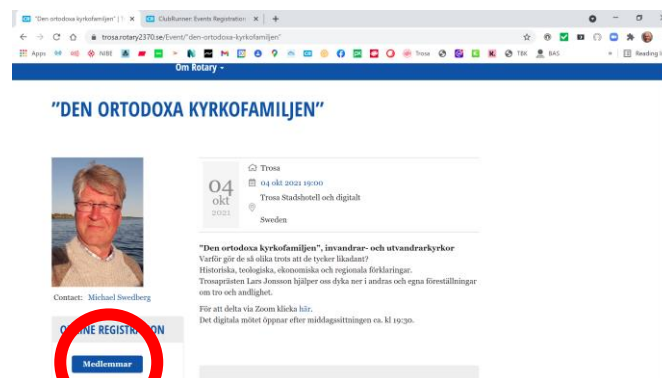 "Den ortodoxa kyrkofamiljen" |
ClubRunner Events Registration
trosa.rotary2370.se/Event/"den-ortodoxa-kyrkofamiljen"
Apps
NIBE
Trosa
TBK
BAS
Reading
Om Rotary
"DEN ORTODOXA KYRKOFAMILJEN"
04
okt
2021
Trosa
04 okt 2021 19:00
Trosa Stadshotell och digitalt
Sweden
"Den ortodoxa kyrkofamiljen", invandrar- och utvandrarkyrkor
Varför gör de så olika trots att de tycker likadant?
Historiska, teologiska, ekonomiska och regionala förklaringar.
Trosaprästen Lars Jonsson hjälper oss dyka ner i andras och egna föreställningar
om tro och andlighet.
För att delta via Zoom klicka här.
Det digitala mötet öppnar efter middagssittningen ca. kl 19:30.
Contact: Michael Swedberg
REGISTRATION
Medlemmar